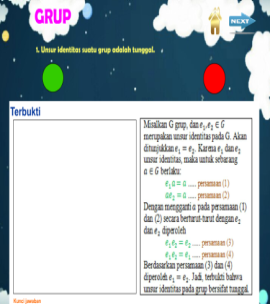 GRUP
NEXT
1. Unsur identitas suatu grup adalah tunggal.
Terbukti
Misalkan G grup, dan e₁,e₂ ∈ G
merupakan unsur identitas pada G. Akan
ditunjukkan e₁ = e₂. Karena e₁ dan e₂
unsur identitas, maka untuk sebarang
a ∈ G berlaku:
e₁a = a ..... persamaan (1)
ae₂ = a ..... persamaan (2)
Dengan mengganti a pada persamaan (1)
dan (2) secara berturut-turut dengan e₂
dan e₁ diperoleh
e₁e₂ = e₂ ..... persamaan (3)
e₁e₂ = e₁ ..... persamaan (4)
Berdasarkan persamaan (3) dan (4)
diperoleh e₁ = e₂. Jadi, terbukti bahwa
unsur identitas pada grup bersifat tunggal.
Kunci jawaban